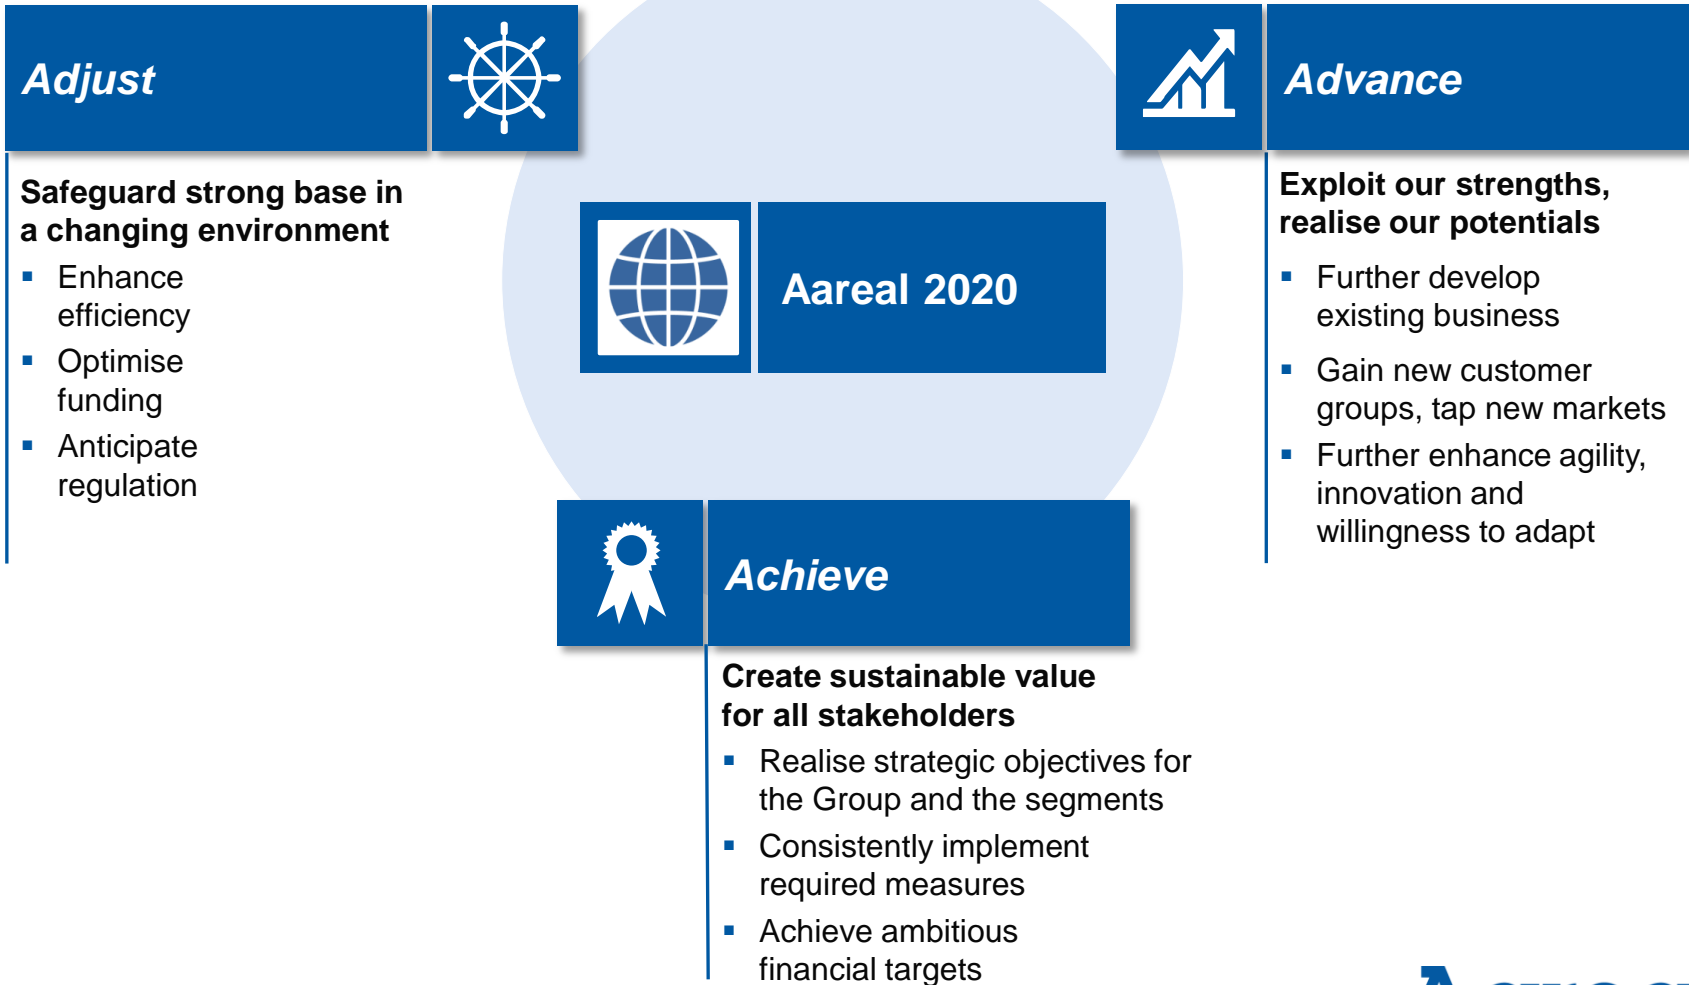 Adjust
Safeguard strong base in
a changing environment
▪ Enhance
efficiency
▪ Optimise
funding
▪ Anticipate
regulation
Aareal 2020
Advance
Exploit our strengths,
realise our potentials
▪ Further develop
existing business
▪ Gain new customer
groups, tap new markets
▪ Further enhance agility,
innovation and
willingness to adapt
Achieve
Create sustainable value
for all stakeholders
▪ Realise strategic objectives for
the Group and the segments
▪ Consistently implement
required measures
▪ Achieve ambitious
financial targets